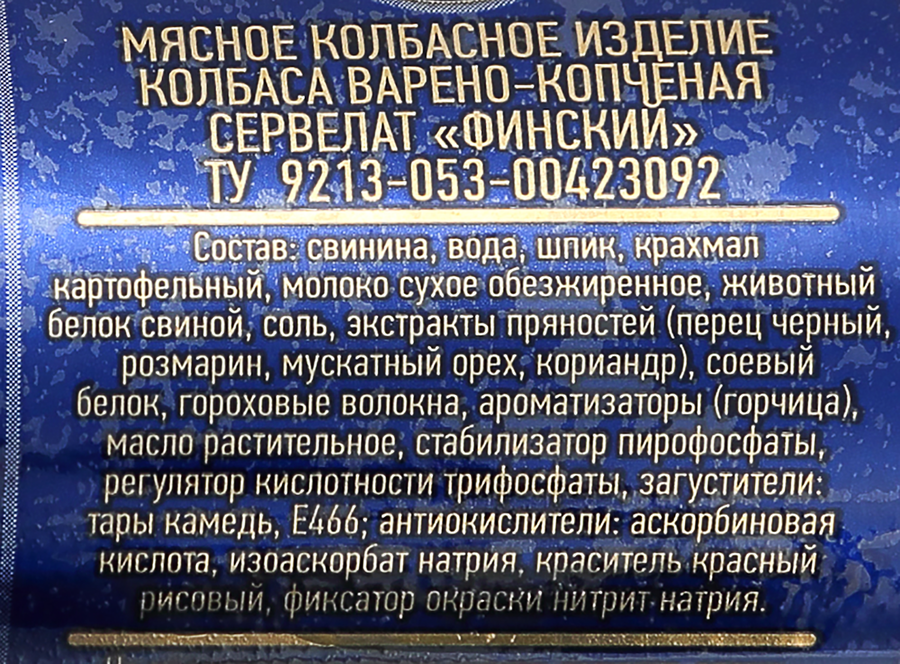 МЯСНОЕ КОЛБАСНОЕ ИЗДЕЛИЕ
КОЛБАСА ВАРЕНО-КОПЧЁНАЯ
СЕРВЕЛАТ «ФИНСКИЙ»
ТУ 9213-053-00423092
Состав: свинина, вода, шпик, крахмал
картофельный, молоко сухое обезжиренное, животный
белок свиной, соль, экстракты пряностей (перец черный,
розмарин, мускатный орех, кориандр), соевый
белок, гороховые волокна, ароматизаторы (горчица),
масло растительное, стабилизатор пирофосфаты,
регулятор кислотности трифосфаты, загустители:
тары камедь, Е466; антиокислители: аскорбиновая
кислота, изоаскорбат натрия, краситель красный
рисовый, фиксатор окраски нитрит натрия.